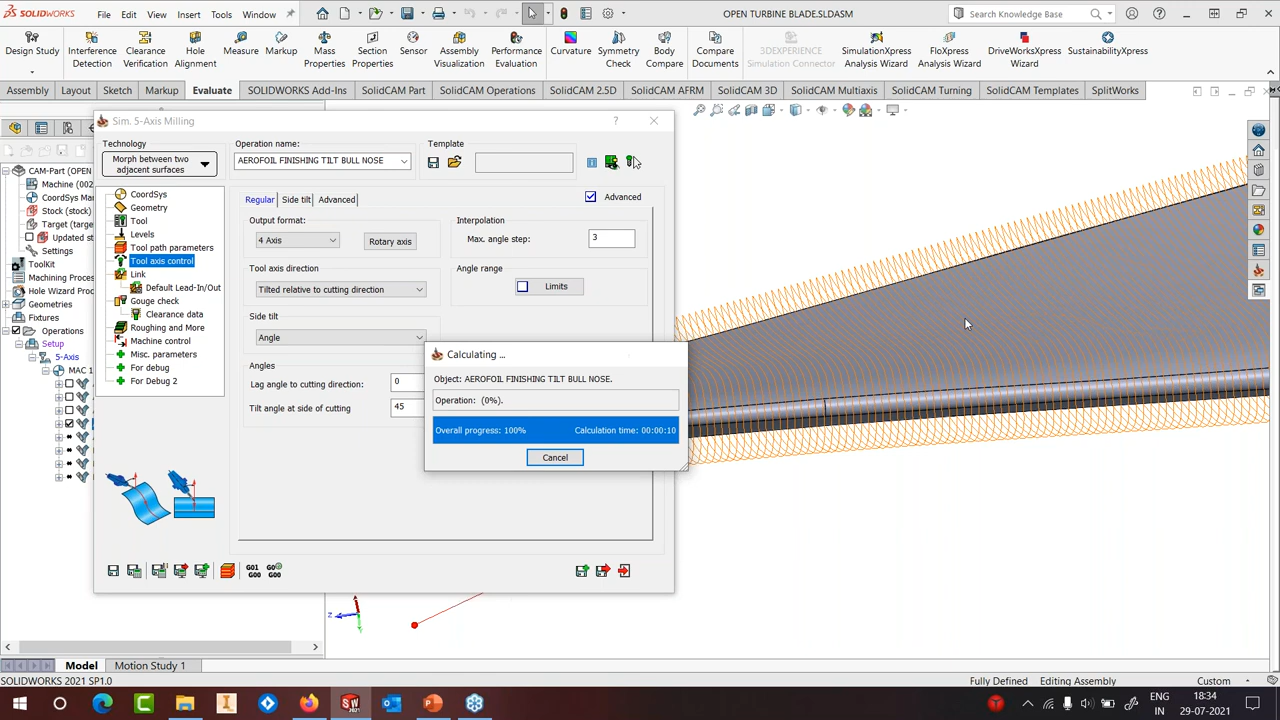 SOLIDWORKS
File Edit View Insert Tools Window
OPEN TURBINE BLADE.SLDASM
Search Knowledge Base
Design Study
Interference Detection
Clearance Verification
Hole Alignment
Measure
Markup
Mass Properties
Section Properties
Sensor
Assembly Visualization
Performance Evaluation
Curvature
Symmetry Check
Body Compare
Compare Documents
3DEXPERIENCE Simulation Connector
SimulationXpress Analysis Wizard
FloXpress Analysis Wizard
DriveWorksXpress Wizard
SustainabilityXpress
Assembly Layout Sketch Markup Evaluate SOLIDWORKS Add-Ins SolidCAM Part SolidCAM Operations SolidCAM 2.5D SolidCAM AFRM SolidCAM 3D SolidCAM Multiaxis SolidCAM Turning SolidCAM Templates SplitWorks
CAM-Part (OPEN
Machine (002
CoordSys Ma
Stock (stock)
Target (targe
Updated st
Settings
ToolKit
Machining Proce
Hole Wizard Pro
Geometries
Fixtures
Operations
Setup
5-Axis
MAC 1
Sim. 5-Axis Milling
?
Technology
Morph between two adjacent surfaces
Operation name:
AEROFOIL FINISHING TILT BULL NOSE
Template
CoordSys
Geometry
Tool
Levels
Tool path parameters
Tool axis control
Link
Default Lead-In/Out
Gouge check
Clearance data
Roughing and More
Machine control
Misc. parameters
For debug
For Debug 2
Regular Side tilt Advanced
Advanced
Output format:
4 Axis
Rotary axis
Interpolation
Max. angle step:
3
Tool axis direction
Tilted relative to cutting direction
Angle range
Limits
Side tilt
Angle
Angles
Lag angle to cutting direction:
0
Tilt angle at side of cutting
45
G01 G00
G0 G00
Calculating ...
Object: AEROFOIL FINISHING TILT BULL NOSE.
Operation: (0%).
Overall progress: 100% Calculation time: 00:00:10
Cancel
z
Model Motion Study 1
SOLIDWORKS 2021 SP1.0
Fully Defined Editing Assembly Custom
ENG
IN
18:34
29-07-2021